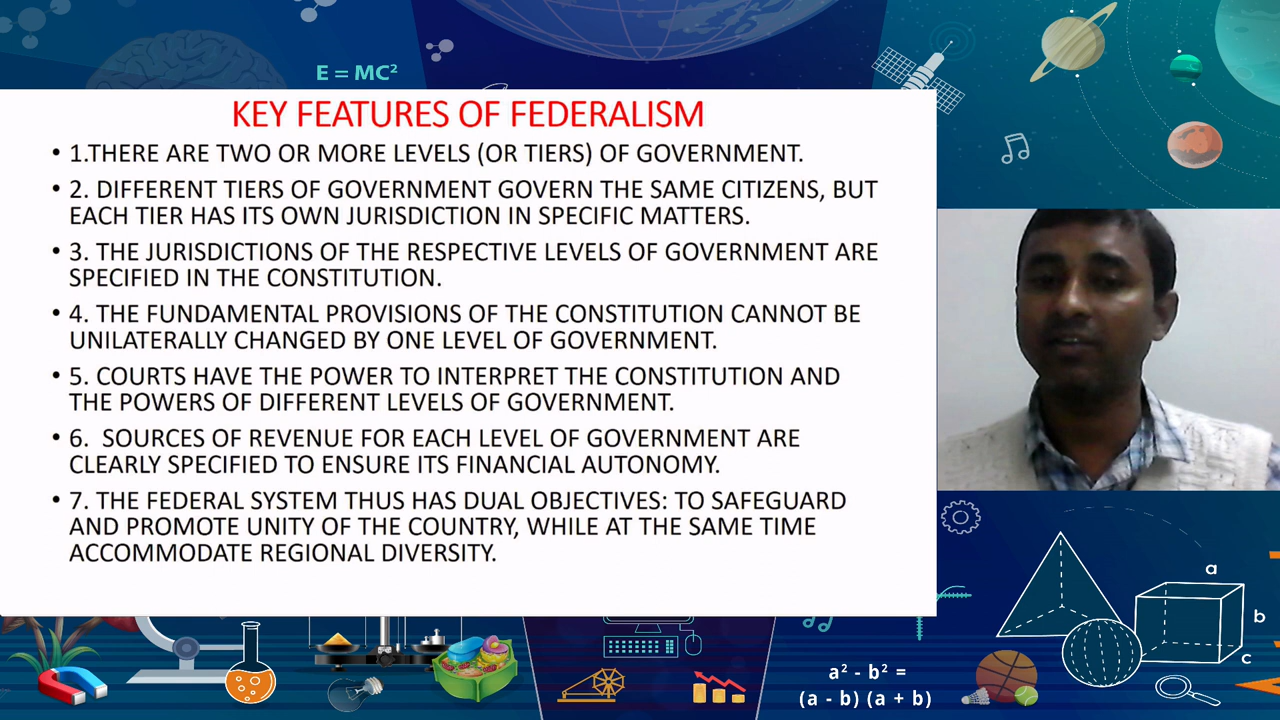 E = MC²
KEY FEATURES OF FEDERALISM
• 1.THERE ARE TWO OR MORE LEVELS (OR TIERS) OF GOVERNMENT.
• 2. DIFFERENT TIERS OF GOVERNMENT GOVERN THE SAME CITIZENS, BUT
EACH TIER HAS ITS OWN JURISDICTION IN SPECIFIC MATTERS.
• 3. THE JURISDICTIONS OF THE RESPECTIVE LEVELS OF GOVERNMENT ARE
SPECIFIED IN THE CONSTITUTION.
• 4. THE FUNDAMENTAL PROVISIONS OF THE CONSTITUTION CANNOT BE
UNILATERALLY CHANGED BY ONE LEVEL OF GOVERNMENT.
• 5. COURTS HAVE THE POWER TO INTERPRET THE CONSTITUTION AND
THE POWERS OF DIFFERENT LEVELS OF GOVERNMENT.
• 6.  SOURCES OF REVENUE FOR EACH LEVEL OF GOVERNMENT ARE
CLEARLY SPECIFIED TO ENSURE ITS FINANCIAL AUTONOMY.
• 7. THE FEDERAL SYSTEM THUS HAS DUAL OBJECTIVES: TO SAFEGUARD
AND PROMOTE UNITY OF THE COUNTRY, WHILE AT THE SAME TIME
ACCOMMODATE REGIONAL DIVERSITY.
a
b
c
a² - b² =
(a - b) (a + b)